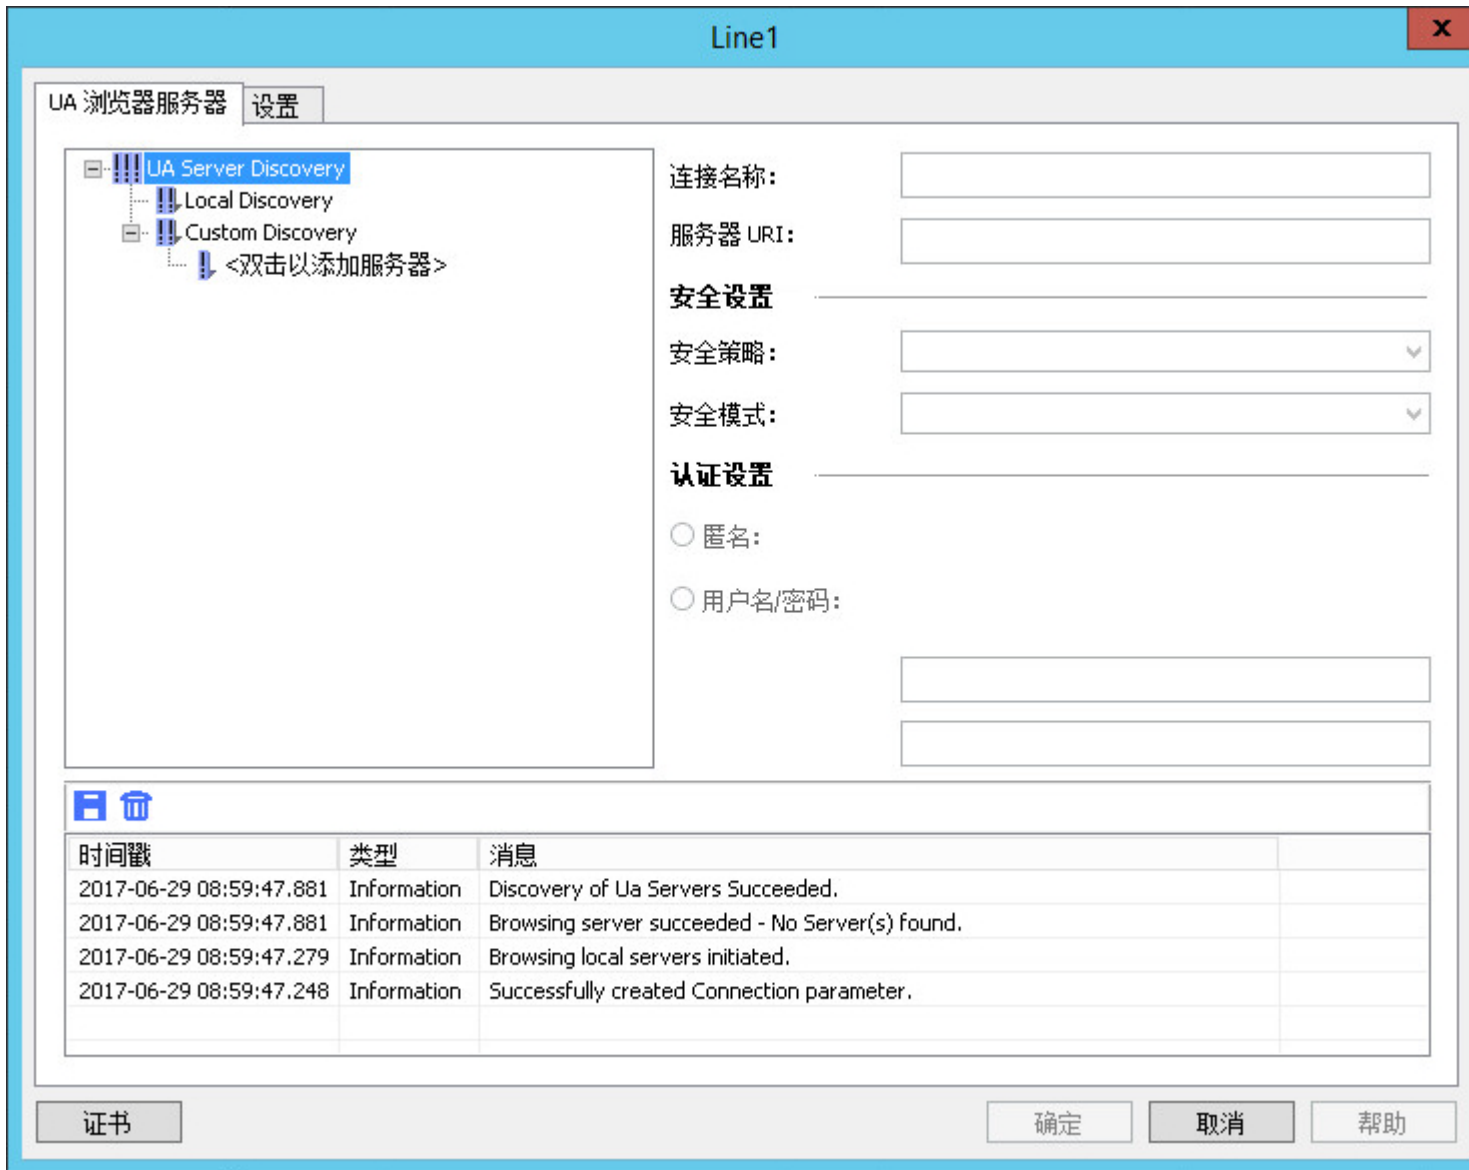 Line1
UA 浏览器服务器 设置
UA Server Discovery
Local Discovery
Custom Discovery
<双击以添加服务器>
连接名称:
服务器 URI:
安全设置
安全策略:
安全模式:
认证设置
匿名:
用户名/密码:
时间戳 类型 消息
2017-06-29 08:59:47.881 Information Discovery of Ua Servers Succeeded.
2017-06-29 08:59:47.881 Information Browsing server succeeded - No Server(s) found.
2017-06-29 08:59:47.279 Information Browsing local servers initiated.
2017-06-29 08:59:47.248 Information Successfully created Connection parameter.
证书 确定 取消 帮助